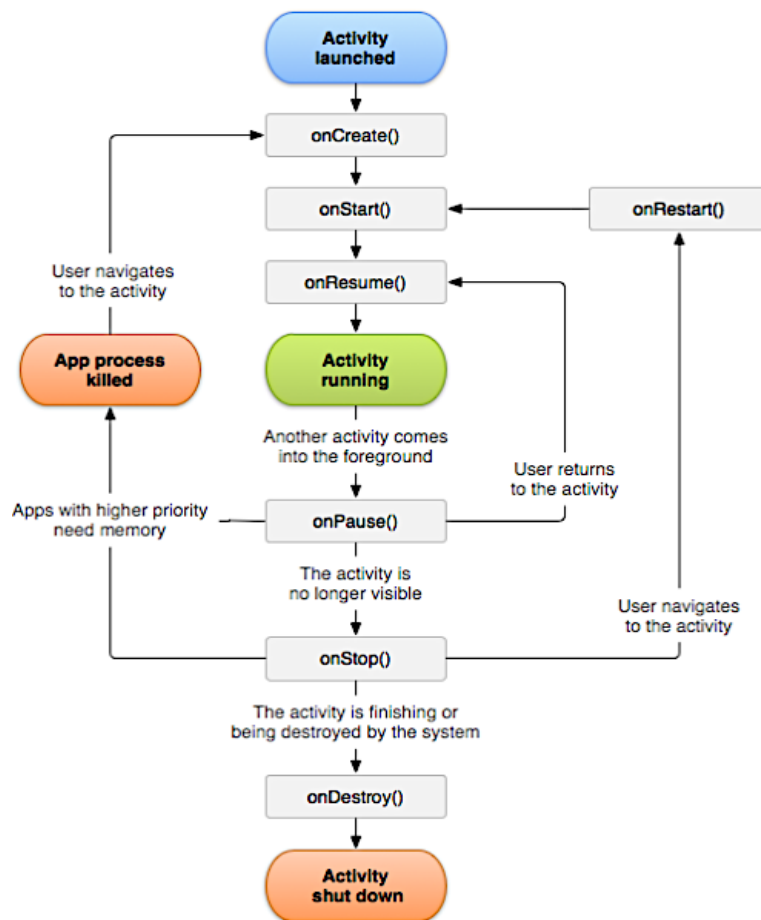 Activity
launched
onCreate()
onStart()
onRestart()
User navigates
to the activity
onResume()
App process
killed
Activity
running
Another activity comes
into the foreground
User returns
to the activity
Apps with higher priority
need memory
onPause()
The activity is
no longer visible
User navigates
to the activity
onStop()
The activity is finishing or
being destroyed by the system
onDestroy()
Activity
shut down